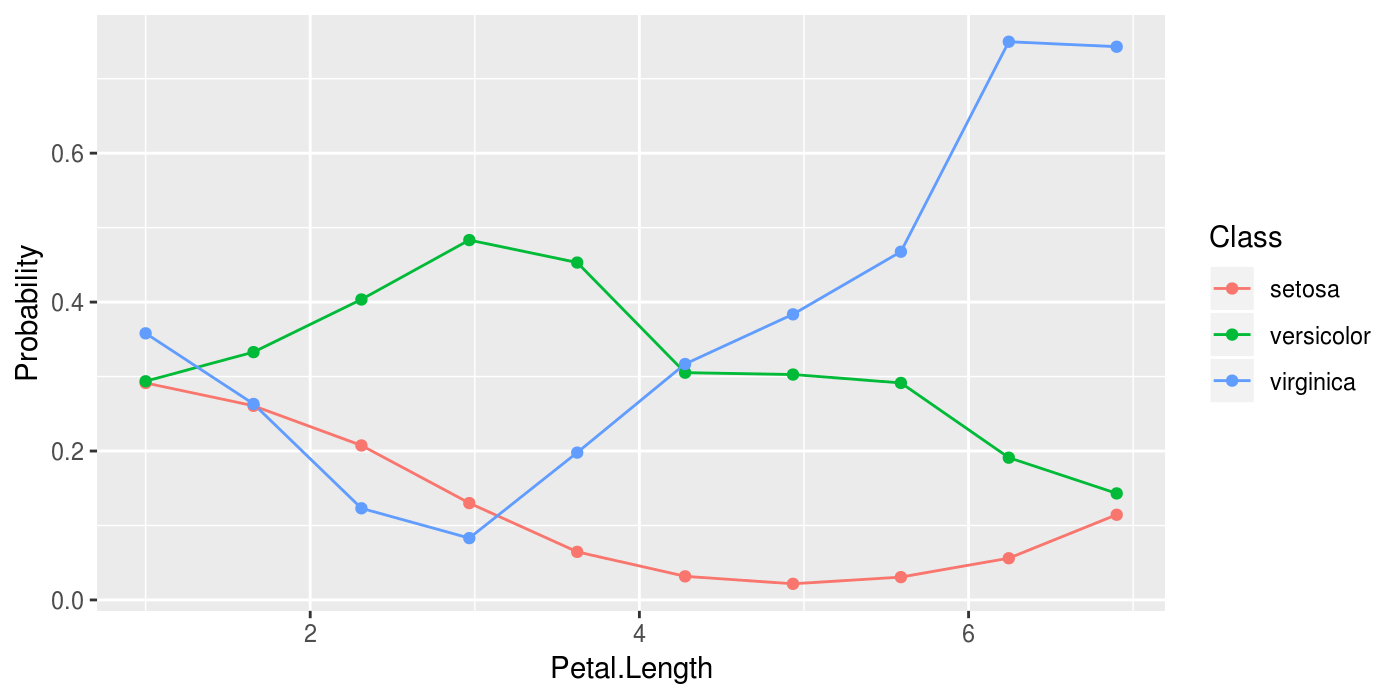 0.6
0.4
0.2
0.0
Probability
2 4 6
Petal.Length
Class
setosa
versicolor
virginica